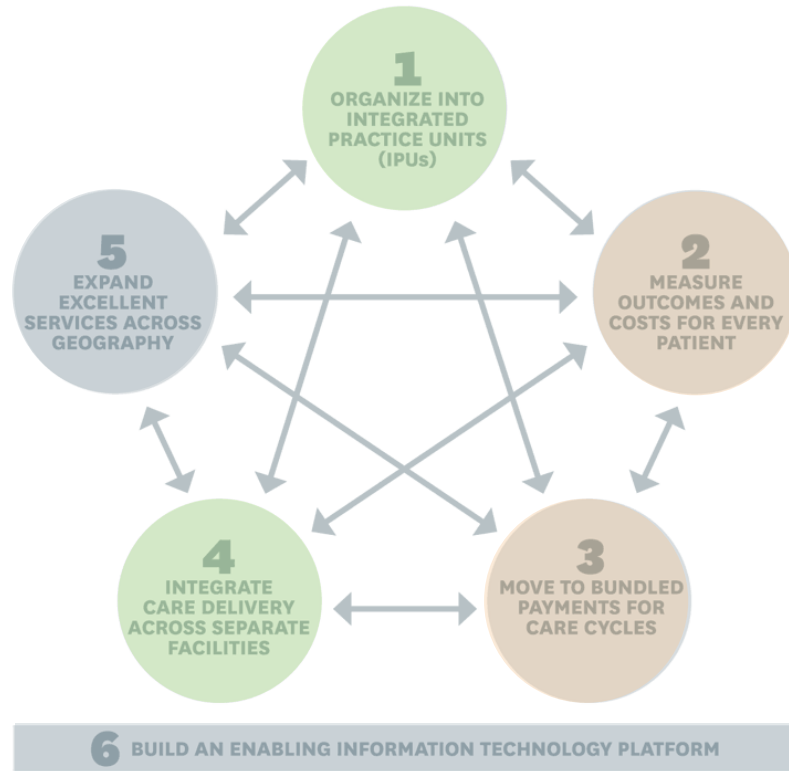 1
ORGANIZE INTO
INTEGRATED
PRACTICE UNITS
(IPUs)
2
MEASURE
OUTCOMES AND
COSTS FOR EVERY
PATIENT
3
MOVE TO BUNDLED
PAYMENTS FOR
CARE CYCLES
4
INTEGRATE
CARE DELIVERY
ACROSS SEPARATE
FACILITIES
5
EXPAND
EXCELLENT
SERVICES ACROSS
GEOGRAPHY
6 BUILD AN ENABLING INFORMATION TECHNOLOGY PLATFORM